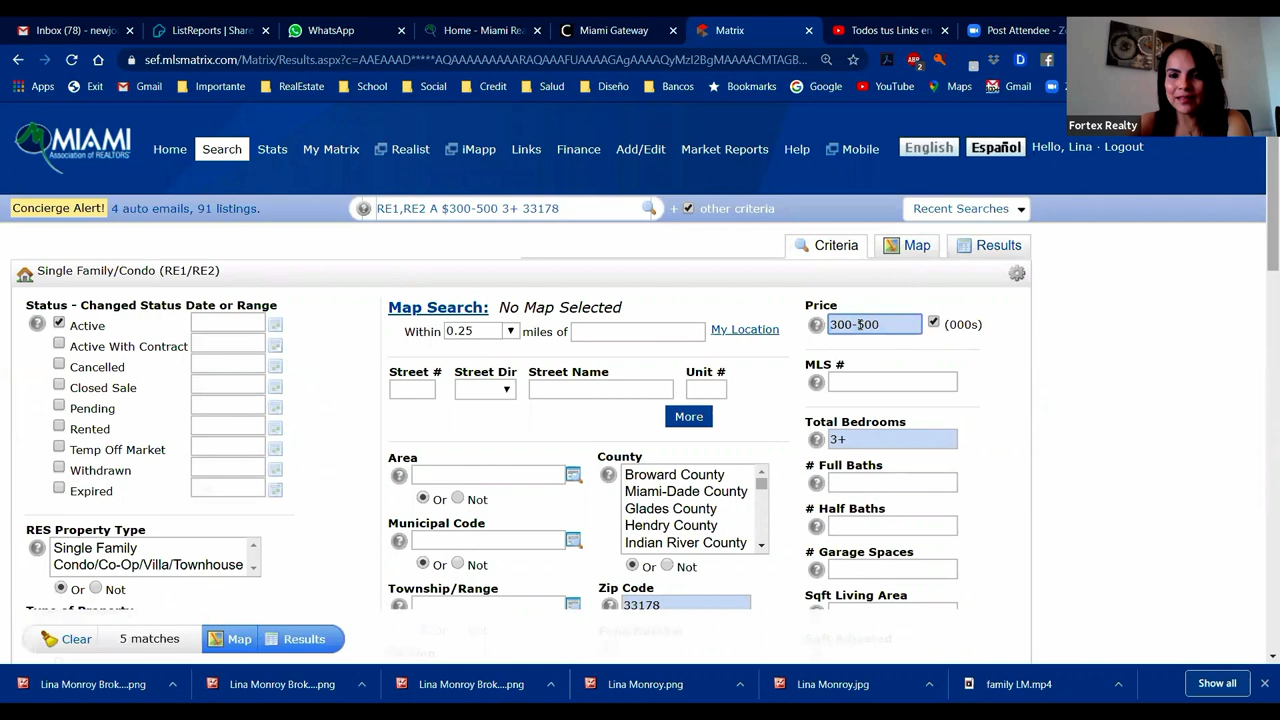 Inbox (78) - newjo
ListReports | Share
WhatsApp
Home - Miami Re
Miami Gateway
Matrix
Todos tus Links en
Post Attendee - Z
sef.mlsmatrix.com/Matrix/Results.aspx?c=AAEAAAD*****AQAAAAAAAAARAQAAAFUAAAAGAgAAAAQyMzI2BgMAAAACMTAGB...
Apps
Exit
Gmail
Importante
RealEstate
School
Social
Credit
Salud
Diseño
Bancos
Bookmarks
Google
YouTube
Maps
Gmail
Fortex Realty
MIAMI
Association of REALTORS
Home
Search
Stats
My Matrix
Realist
iMapp
Links
Finance
Add/Edit
Market Reports
Help
Mobile
English
Español
Hello, Lina · Logout
Concierge Alert! 4 auto emails, 91 listings.
RE1,RE2 A $300-500 3+ 33178
+ other criteria
Recent Searches
Criteria
Map
Results
Single Family/Condo (RE1/RE2)
Status - Changed Status Date or Range
Active
Active With Contract
Cancelled
Closed Sale
Pending
Rented
Temp Off Market
Withdrawn
Expired
RES Property Type
Single Family
Condo/Co-Op/Villa/Townhouse
Or Not
Type of Property
Map Search: No Map Selected
Within 0.25 miles of
My Location
Street #
Street Dir
Street Name
Unit #
More
Area
Or Not
Municipal Code
Or Not
Township/Range
County
Broward County
Miami-Dade County
Glades County
Hendry County
Indian River County
Or Not
Zip Code
33178
Price
300-500
(000s)
MLS #
Total Bedrooms
3+
# Full Baths
# Half Baths
# Garage Spaces
Sqft Living Area
Clear
5 matches
Map
Results
Lina Monroy Brok....png
Lina Monroy Brok....png
Lina Monroy Brok....png
Lina Monroy.png
Lina Monroy.jpg
family LM.mp4
Show all